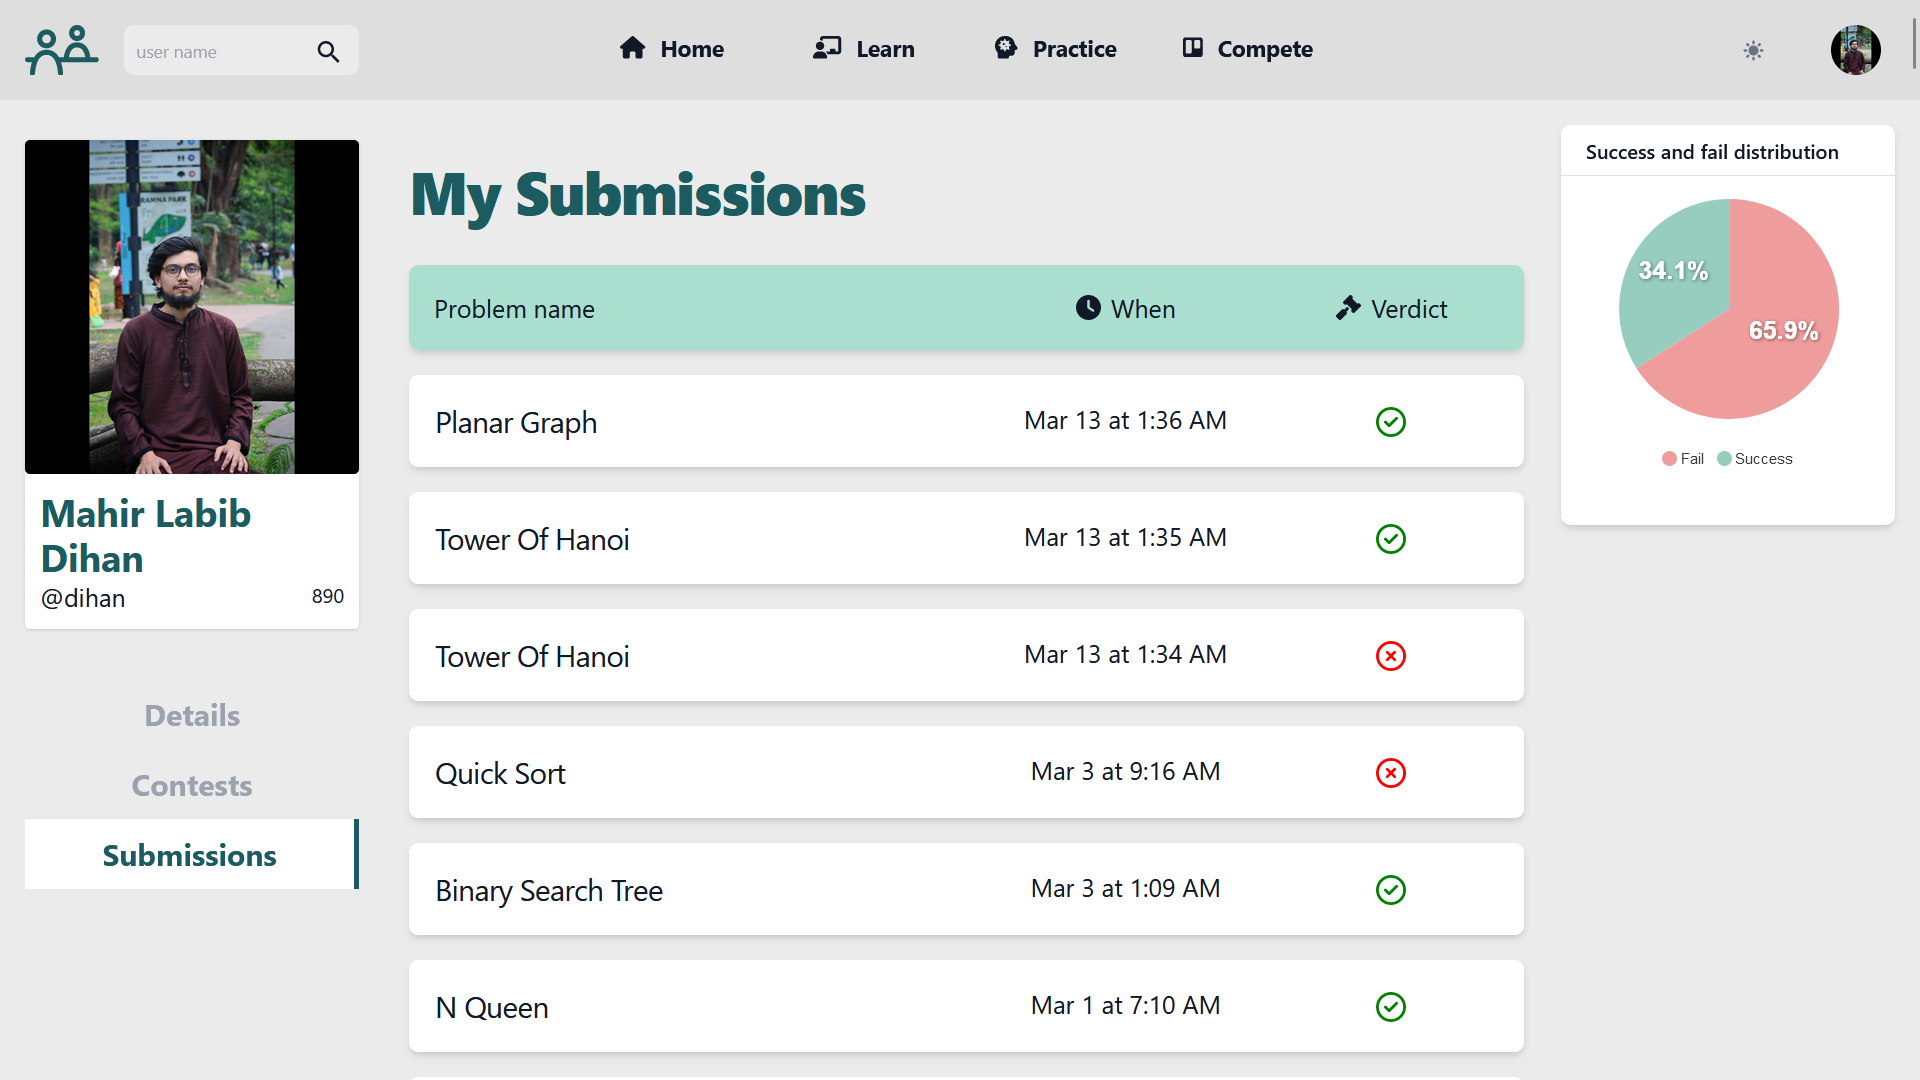 user name
Home
Learn
Practice
Compete
RAMNA PARK
Mahir Labib
Dihan
@dihan
890
Details
Contests
Submissions
My Submissions
Problem name
When
Verdict
Planar Graph
Mar 13 at 1:36 AM
Tower Of Hanoi
Mar 13 at 1:35 AM
Tower Of Hanoi
Mar 13 at 1:34 AM
Quick Sort
Mar 3 at 9:16 AM
Binary Search Tree
Mar 3 at 1:09 AM
N Queen
Mar 1 at 7:10 AM
Success and fail distribution
34.1%
65.9%
Fail
Success